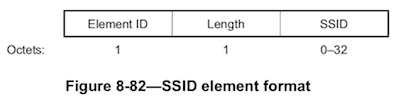 Element ID Length SSID
Octets: 1 1 0–32
Figure 8-82—SSID element format